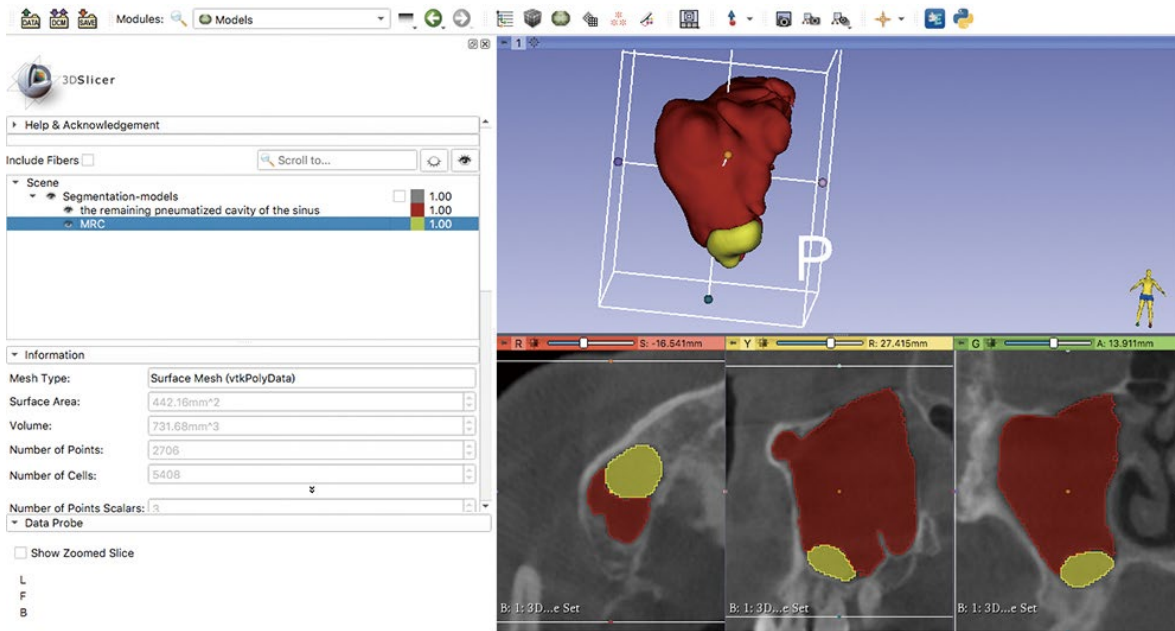 DATA DCM SAVE Modules: Models
1
3DSlicer
Help & Acknowledgement
Include Fibers Scroll to...
Scene
Segmentation-models 1.00
the remaining pneumatized cavity of the sinus 1.00
MRC 1.00
P
Information
R S: -16.541mm Y R: 27.415mm G A: 13.911mm
Mesh Type: Surface Mesh (vtkPolyData)
Surface Area: 442.16mm^2
Volume: 731.68mm^3
Number of Points: 2706
Number of Cells: 5408
Number of Points Scalars: 3
Data Probe
Show Zoomed Slice
L
F
B
B: 1: 3D...e Set B: 1: 3D...e Set B: 1: 3D...e Set